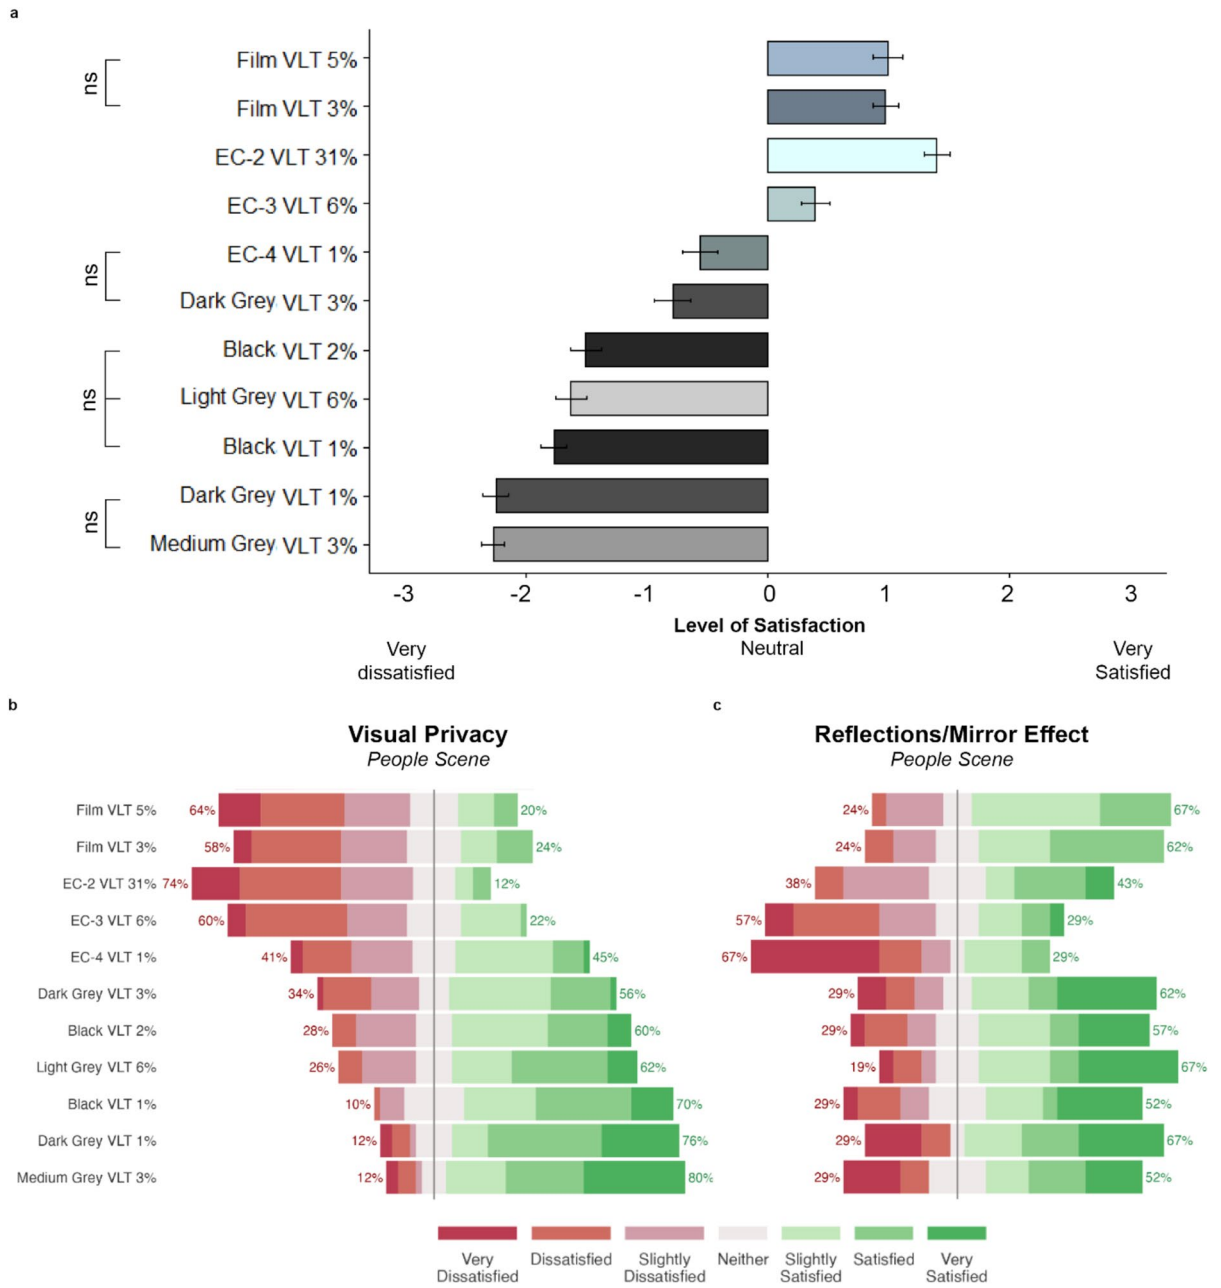 a
Film VLT 5%
Film VLT 3%
EC-2 VLT 31%
EC-3 VLT 6%
EC-4 VLT 1%
Dark Grey VLT 3%
Black VLT 2%
Light Grey VLT 6%
Black VLT 1%
Dark Grey VLT 1%
Medium Grey VLT 3%
ns
ns
ns
ns
-3 -2 -1 0 1 2 3
Level of Satisfaction
Very dissatisfied
Neutral
Very Satisfied
b
Visual Privacy
People Scene
Film VLT 5% 64% 20%
Film VLT 3% 58% 24%
EC-2 VLT 31% 74% 12%
EC-3 VLT 6% 60% 22%
EC-4 VLT 1% 41% 45%
Dark Grey VLT 3% 34% 56%
Black VLT 2% 28% 60%
Light Grey VLT 6% 26% 62%
Black VLT 1% 10% 70%
Dark Grey VLT 1% 12% 76%
Medium Grey VLT 3% 12% 80%
c
Reflections/Mirror Effect
People Scene
24% 67%
24% 62%
38% 43%
57% 29%
67% 29%
29% 62%
29% 57%
19% 67%
29% 52%
29% 67%
29% 52%
Very Dissatisfied
Dissatisfied
Slightly Dissatisfied
Neither
Slightly Satisfied
Satisfied
Very Satisfied